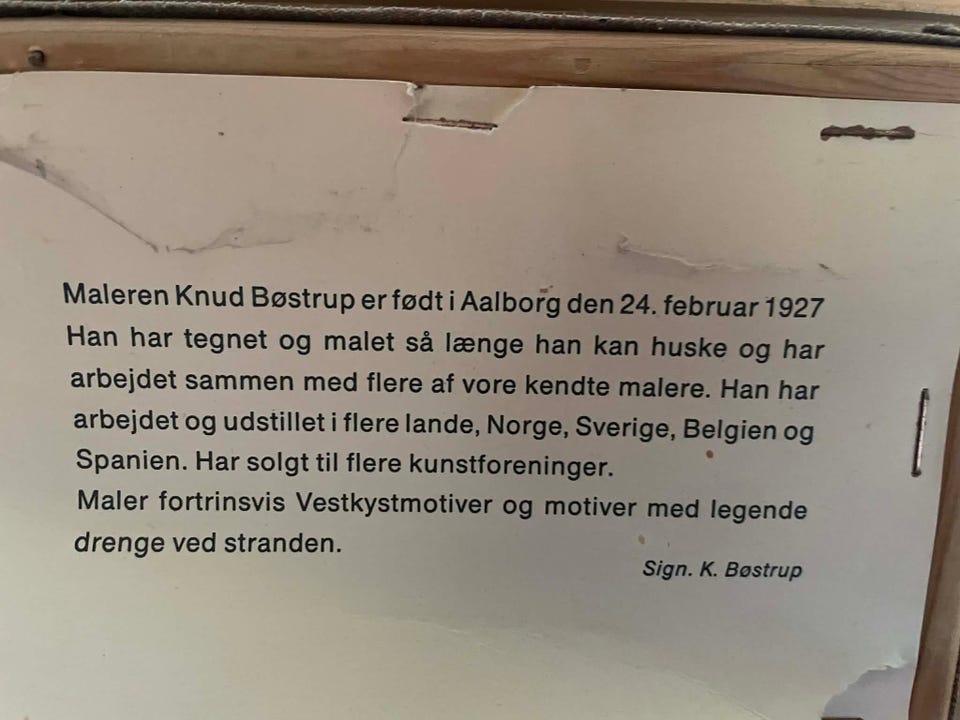 Maleren Knud Bøstrup er født i Aalborg den 24. februar 1927
Han har tegnet og malet så længe han kan huske og har
arbejdet sammen med flere af vore kendte malere. Han har
arbejdet og udstillet i flere lande, Norge, Sverige, Belgien og
Spanien. Har solgt til flere kunstforeninger.
Maler fortrinsvis Vestkystmotiver og motiver med legende
drenge ved stranden.
Sign. K. Bøstrup